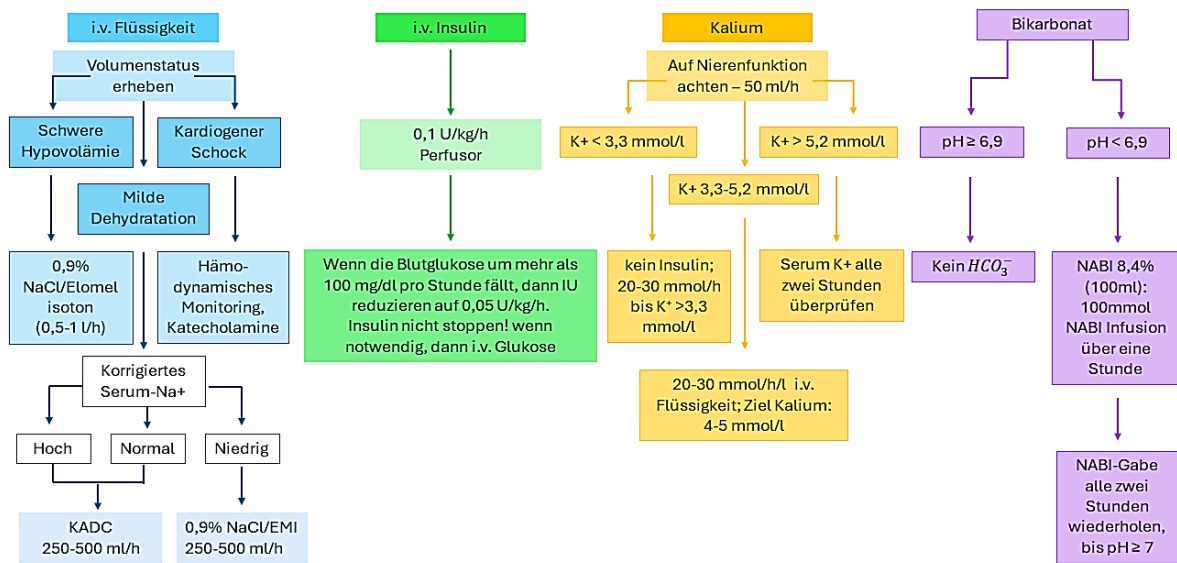 i.v. Flüssigkeit
Volumenstatus
erheben
Schwere
Hypovolämie
Kardiogener
Schock
Milde
Dehydratation
0,9%
NaCl/Elomel
isoton
(0,5-1 l/h)
Hämo-
dynamisches
Monitoring,
Katecholamine
Korrigiertes
Serum-Na+
Hoch
Normal
Niedrig
KADC
250-500 ml/h
0,9% NaCl/EMI
250-500 ml/h
i.v. Insulin
0,1 U/kg/h
Perfusor
Wenn die Blutglukose um mehr als
100 mg/dl pro Stunde fällt, dann IU
reduzieren auf 0,05 U/kg/h.
Insulin nicht stoppen! wenn
notwendig, dann i.v. Glukose
Kalium
Auf Nierenfunktion
achten – 50 ml/h
K+ < 3,3 mmol/l
K+ > 5,2 mmol/l
K+ 3,3-5,2 mmol/l
kein Insulin;
20-30 mmol/h
bis K⁺ >3,3
mmol/l
Serum K+ alle
zwei Stunden
überprüfen
20-30 mmol/h/l i.v.
Flüssigkeit; Ziel Kalium:
4-5 mmol/l
Bikarbonat
pH ≥ 6,9
pH < 6,9
Kein HCO₃⁻
NABI 8,4%
(100ml):
100mmol
NABI Infusion
über eine
Stunde
NABI-Gabe
alle zwei
Stunden
wiederholen,
bis pH ≥ 7